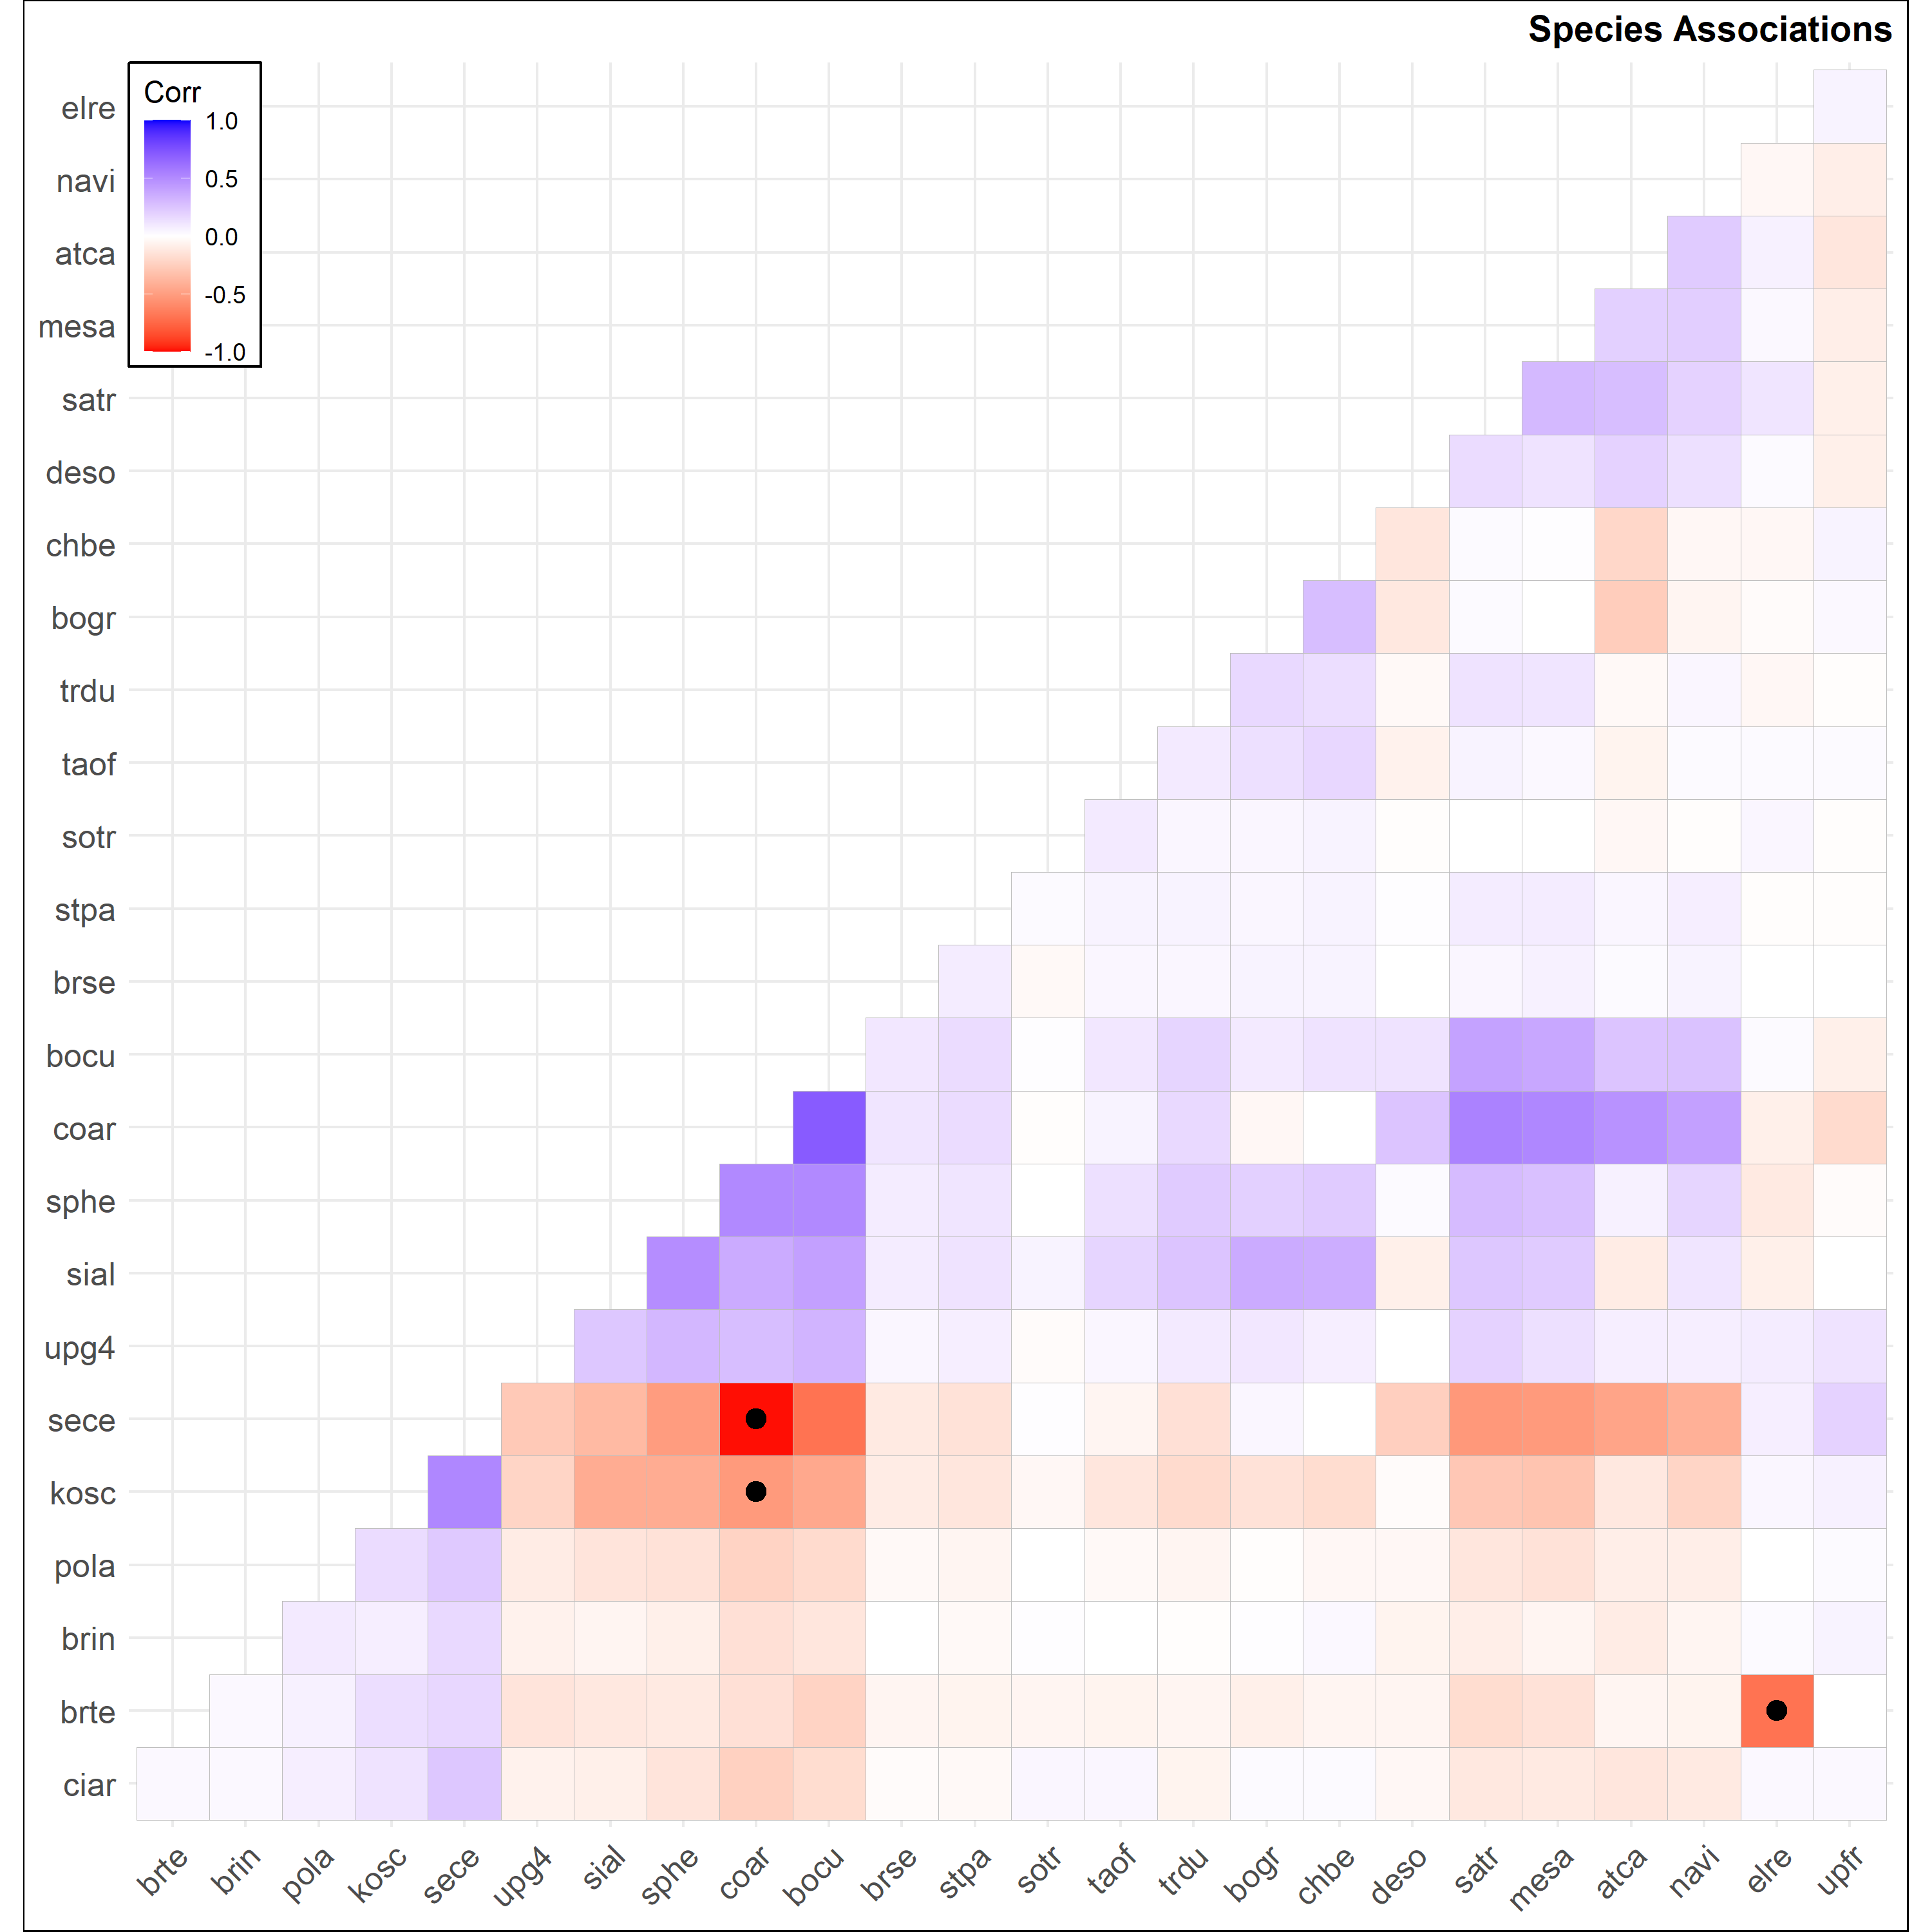 Species Associations
Corr
1.0
0.5
0.0
-0.5
-1.0
elre
navi
atca
mesa
satr
deso
chbe
bogr
trdu
taof
sotr
stpa
brse
bocu
coar
sphe
sial
upg4
sece
kosc
pola
brin
brte
ciar
brte brin pola kosc sece upg4 sial sphe coar bocu brse stpa sotr taof trdu bogr chbe deso satr mesa atca navi elre upfr